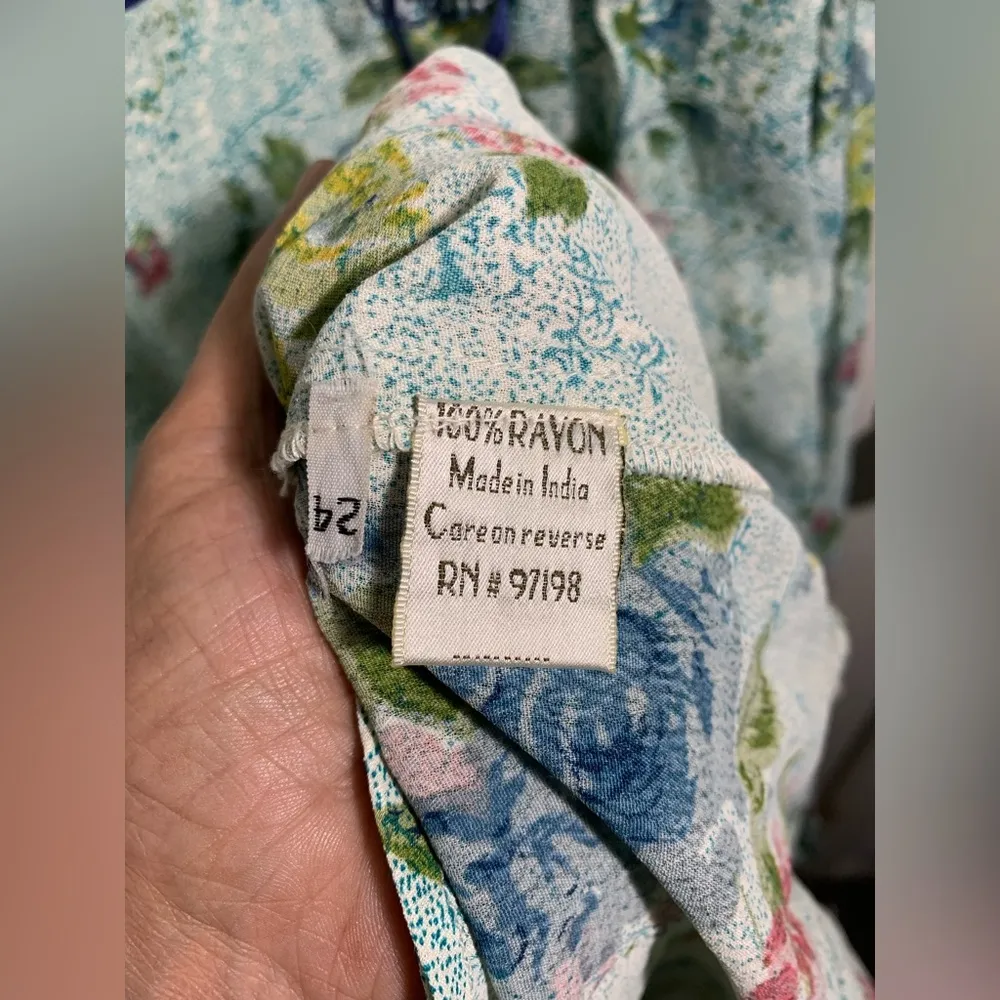 100% RAYON
Made in India
Care on reverse
RN # 97198
24